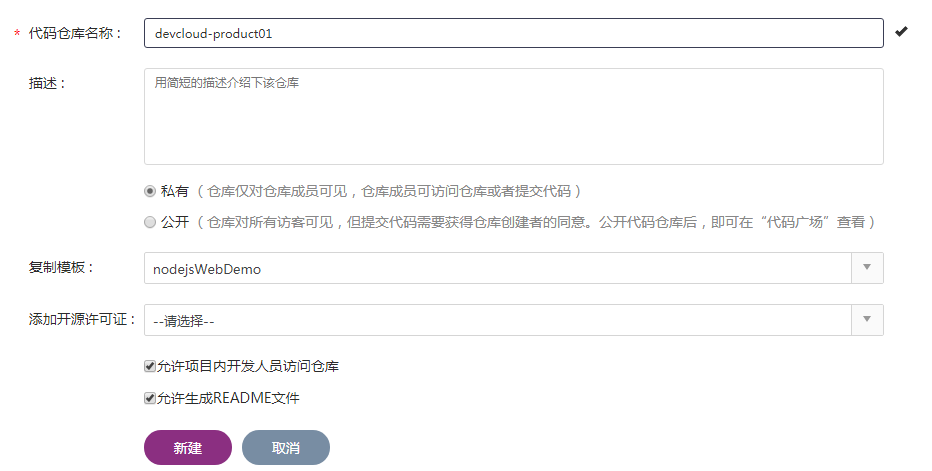 * 代码仓库名称： devcloud-product01
描述： 用简短的描述介绍下该仓库
私有（仓库仅对仓库成员可见，仓库成员可访问仓库或者提交代码）
公开（仓库对所有访客可见，但提交代码需要获得仓库创建者的同意。公开代码仓库后，即可在“代码广场”查看）
复制模板： nodejsWebDemo
添加开源许可证： --请选择--
允许项目内开发人员访问仓库
允许生成README文件
新建 取消